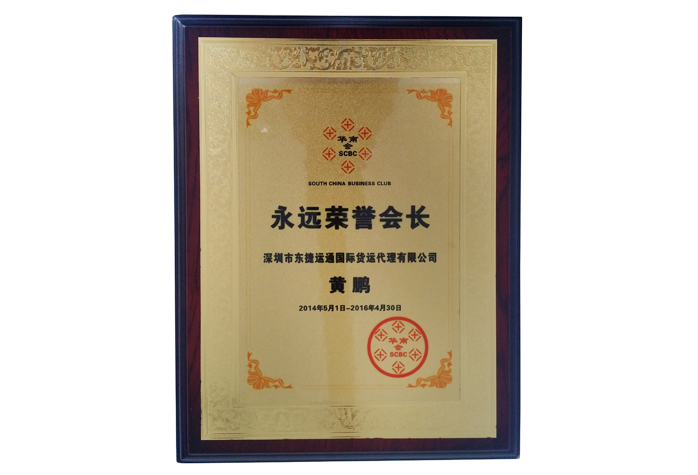 华南
会
SCBC
SOUTH CHINA BUSINESS CLUB
永远荣誉会长
深圳市东捷运通国际货运代理有限公司
黄鹏
2014年5月1日-2016年4月30日
华南
会
SCBC